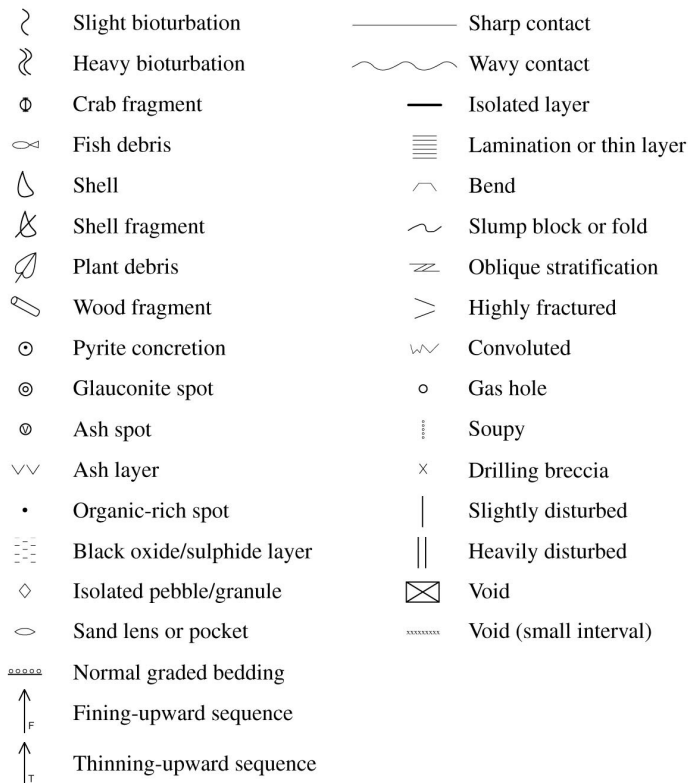 Slight bioturbation
Heavy bioturbation
Crab fragment
Fish debris
Shell
Shell fragment
Plant debris
Wood fragment
Pyrite concretion
Glauconite spot
Ash spot
Ash layer
Organic-rich spot
Black oxide/sulphide layer
Isolated pebble/granule
Sand lens or pocket
Normal graded bedding
F Fining-upward sequence
T Thinning-upward sequence
Sharp contact
Wavy contact
Isolated layer
Lamination or thin layer
Bend
Slump block or fold
Oblique stratification
Highly fractured
Convoluted
Gas hole
Soupy
Drilling breccia
Slightly disturbed
Heavily disturbed
Void
Void (small interval)